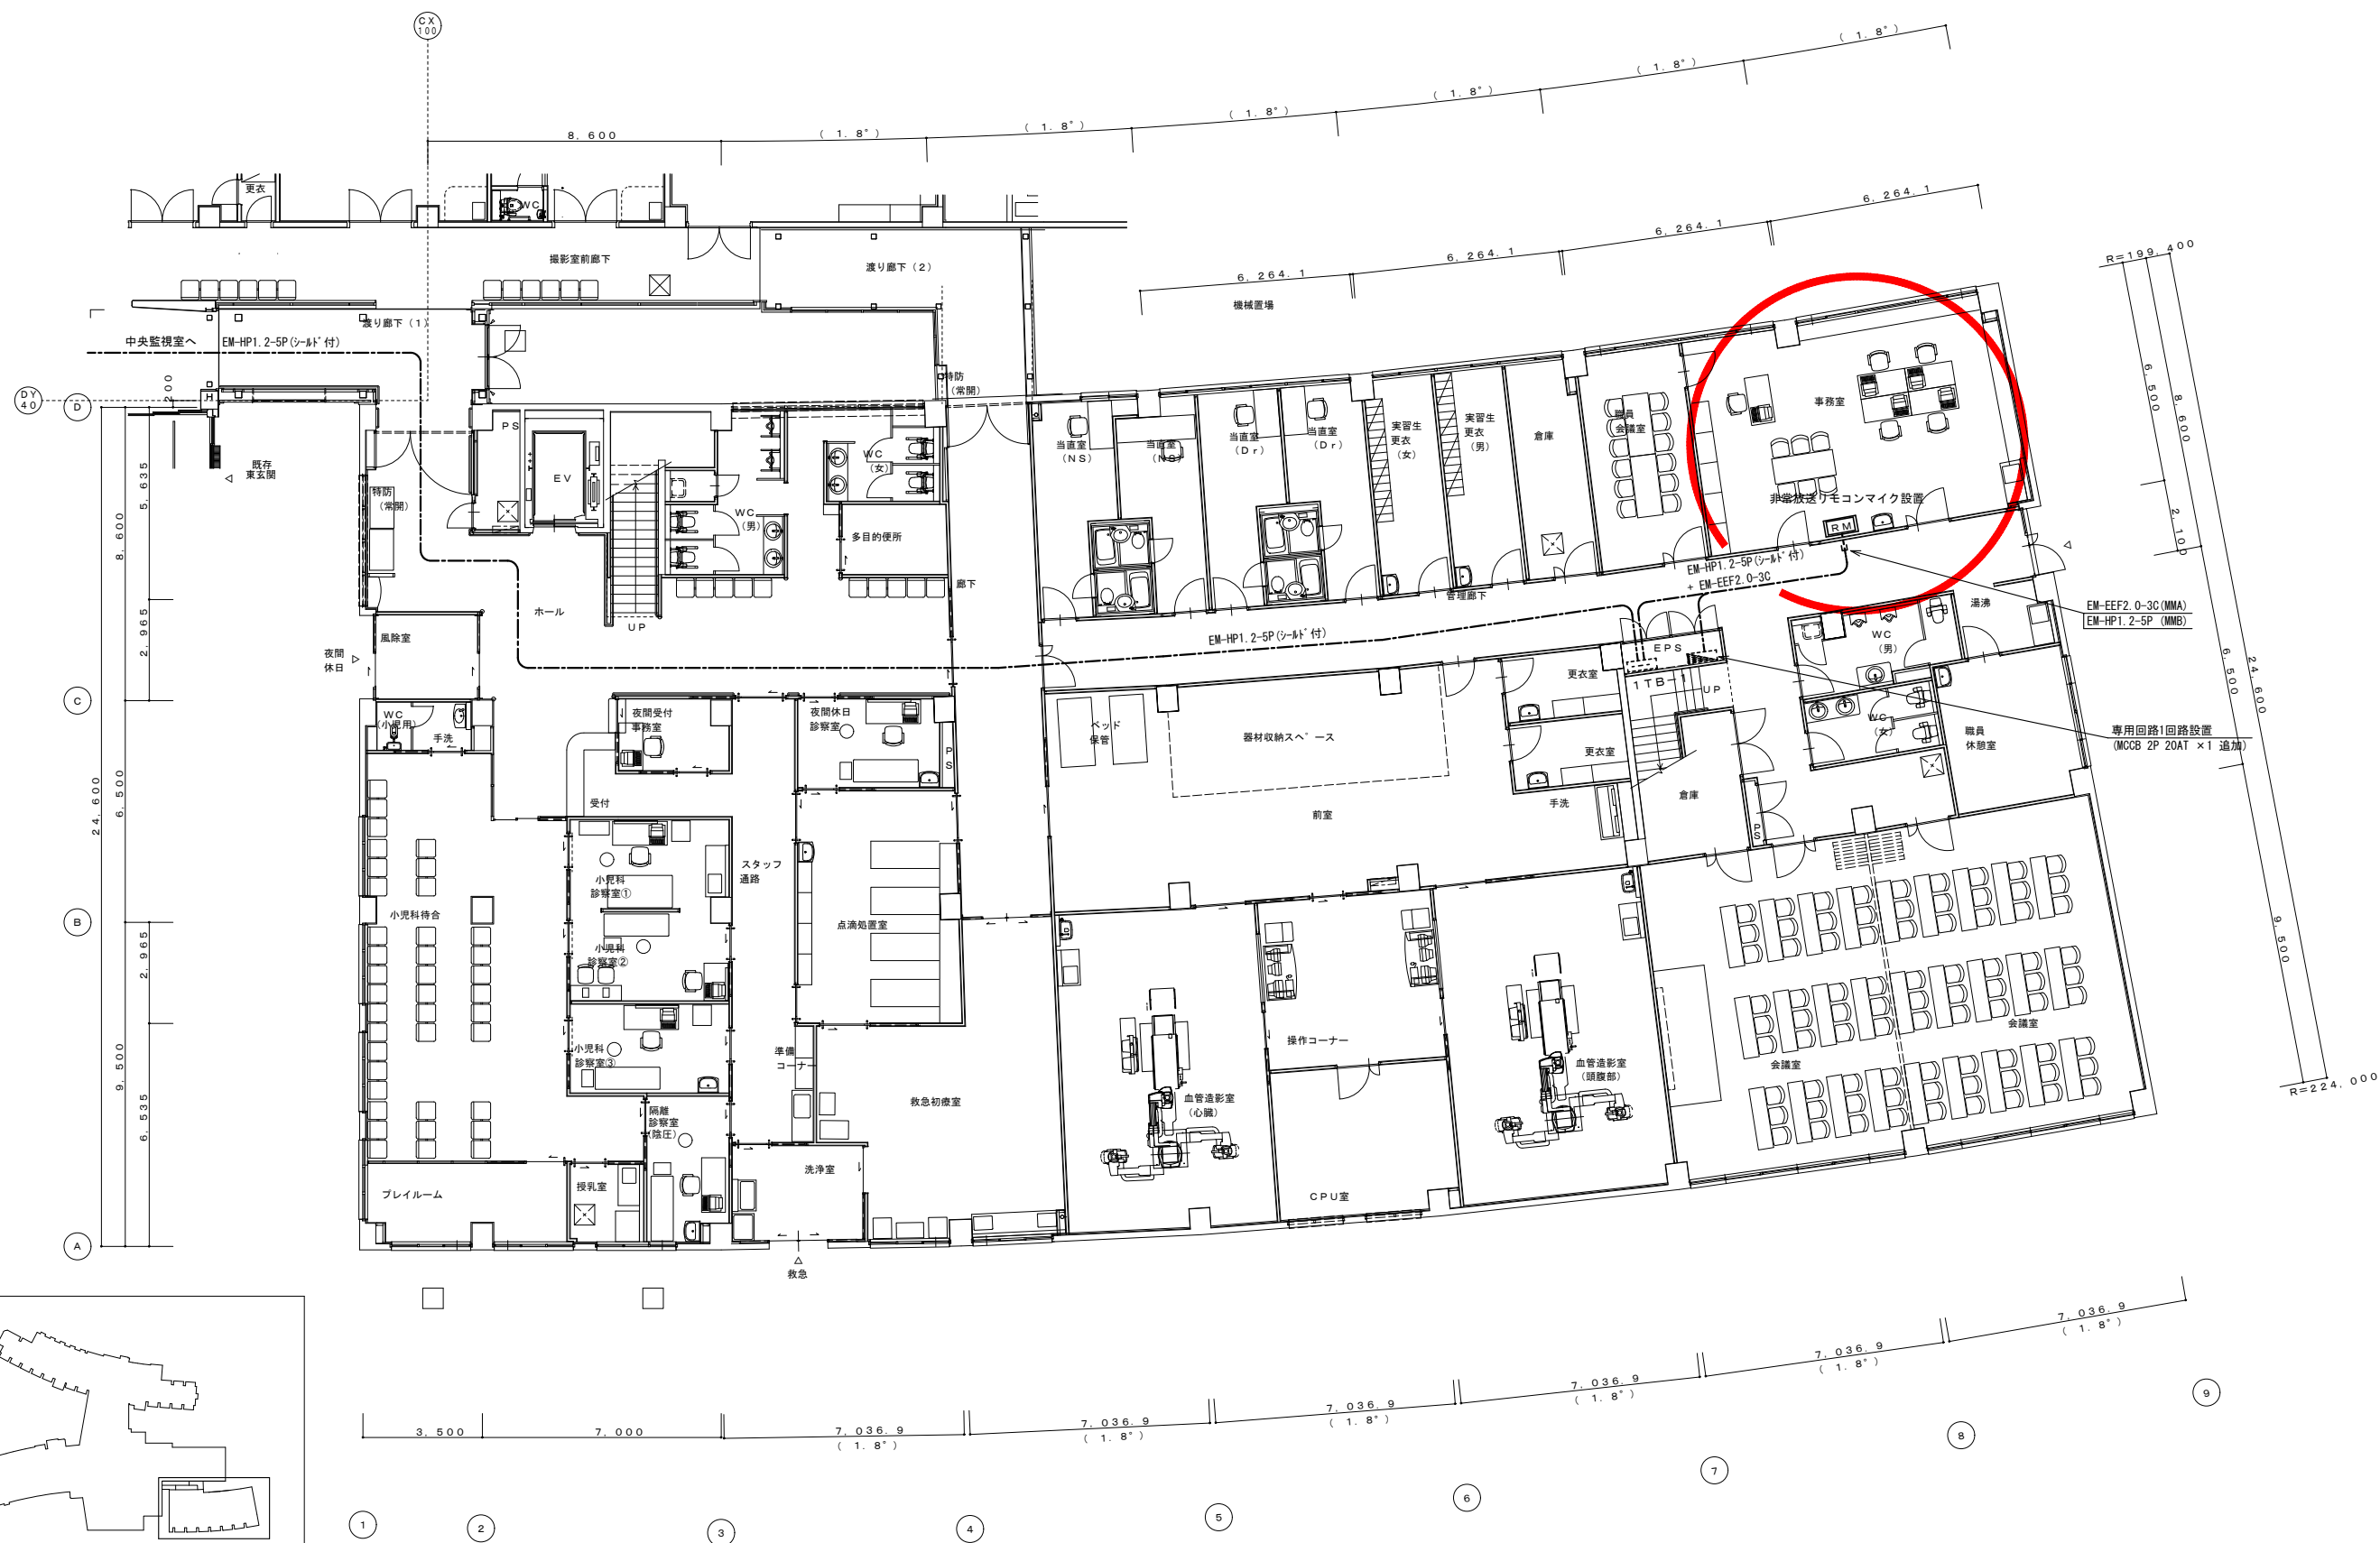 CX
100
8,600
( 1.8°)
( 1.8°)
( 1.8°)
( 1.8°)
( 1.8°)
( 1.8°)
更衣
WC
撮影室前廊下
渡り廊下(2)
機械置場
6,264.1
6,264.1
6,264.1
6,264.1
R=199,400
渡り廊下(1)
中央監視室へ
EM-HP1.2-5P(シールド付)
200
DY
40
D
H
既存
東玄関
特防
(常開)
PS
EV
UP
WC
(男)
WC
(女)
多目的便所
特防
(常開)
廊下
ホール
風除室
夜間
休日
当直室
(NS)
当直室
(NS)
当直室
(Dr)
当直室
(Dr)
実習生
更衣
(女)
実習生
更衣
(男)
倉庫
職員
会議室
事務室
非常放送リモコンマイク設置
RM
EM-HP1.2-5P(シールド付)
+ EM-EEF2.0-3C
管理廊下
EM-HP1.2-5P(シールド付)
湯沸
EM-EEF2.0-3C(MMA)
EM-HP1.2-5P (MMB)
WC
(男)
WC
(女)
職員
休憩室
専用回路1回路設置
(MCCB 2P 20AT ×1 追加)
EPS
1TB-1
UP
更衣室
更衣室
手洗
倉庫
PS
5,635
8,600
2,965
24,600
6,500
2,965
9,500
6,535
6,500
8,600
2,100
6,500
24,600
9,500
R=224,000
C
WC
(小児用)
手洗
夜間受付
事務室
夜間休日
診察室
PS
ベッド
保管
器材収納スペース
前室
受付
スタッフ
通路
小児科
診察室①
小児科待合
小児科
診察室②
点滴処置室
B
小児科
診察室③
準備
コーナー
隔離
診察室
(陰圧)
救急初療室
操作コーナー
血管造影室
(心臓)
血管造影室
(頭腹部)
会議室
会議室
プレイルーム
授乳室
洗浄室
CPU室
A
救急
3,500
7,000
7,036.9
( 1.8°)
7,036.9
( 1.8°)
7,036.9
( 1.8°)
7,036.9
( 1.8°)
7,036.9
( 1.8°)
7,036.9
( 1.8°)
1
2
3
4
5
6
7
8
9